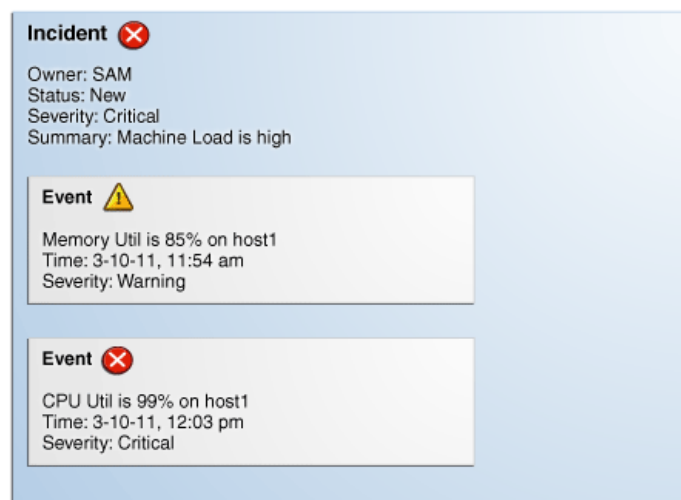 Incident
Owner: SAM
Status: New
Severity: Critical
Summary: Machine Load is high
Event
Memory Util is 85% on host1
Time: 3-10-11, 11:54 am
Severity: Warning
Event
CPU Util is 99% on host1
Time: 3-10-11, 12:03 pm
Severity: Critical